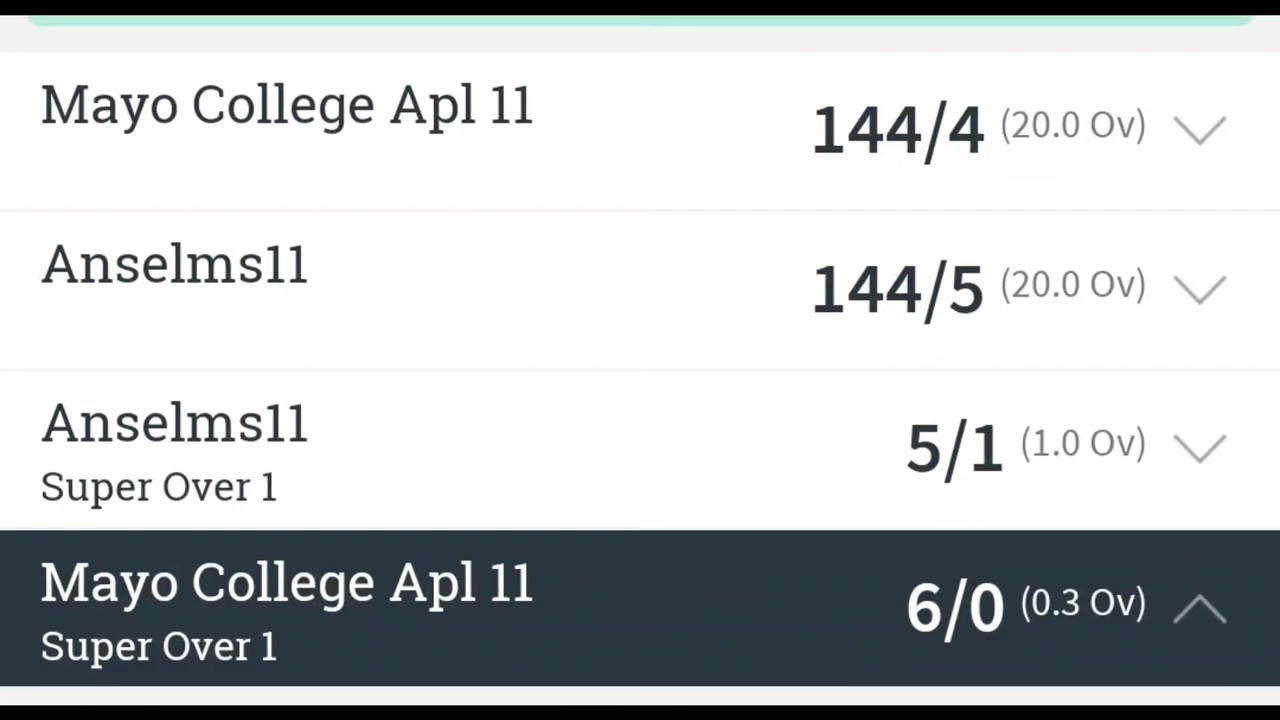 Mayo College Apl 11
144/4 (20.0 Ov)
Anselms11
144/5 (20.0 Ov)
Anselms11
5/1 (1.0 Ov)
Super Over 1
Mayo College Apl 11
6/0 (0.3 Ov)
Super Over 1